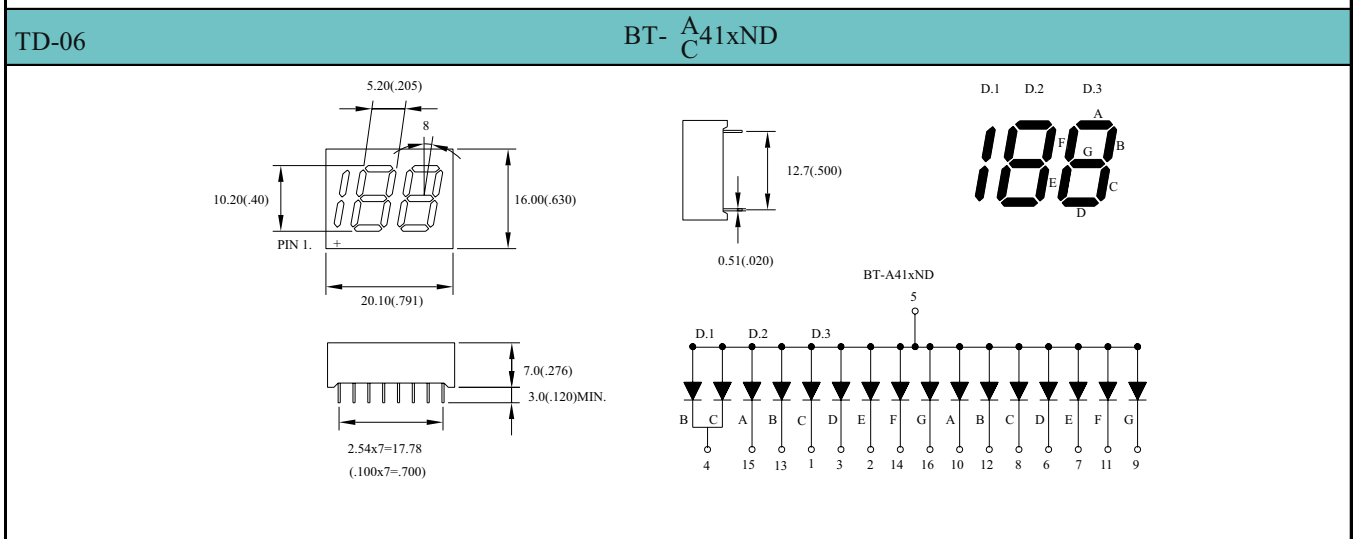 TD-06
BT- A/C 41xND
5.20(.205)
8
10.20(.40)
16.00(.630)
PIN 1.
+
20.10(.791)
12.7(.500)
0.51(.020)
D.1 D.2 D.3
A
F B
G
E C
D
7.0(.276)
3.0(.120)MIN.
2.54x7=17.78
(.100x7=.700)
BT-A41xND
5
D.1 D.2 D.3
B C A B C D E F G A B C D E F G
4 15 13 1 3 2 14 16 10 12 8 6 7 11 9